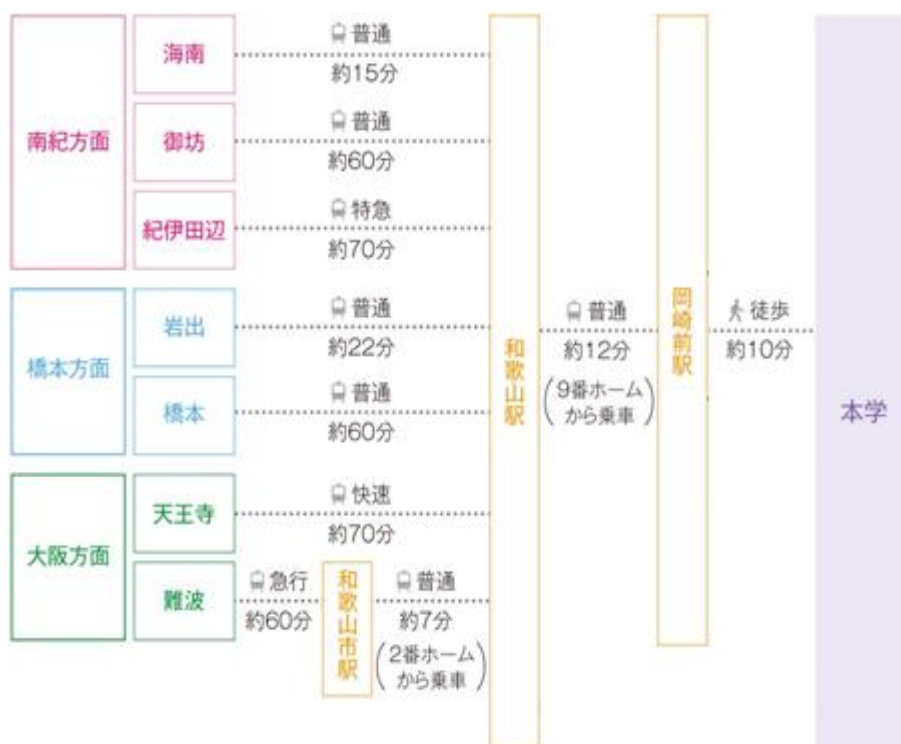 南紀方面
海南
普通
約15分
御坊
普通
約60分
紀伊田辺
特急
約70分
橋本方面
岩出
普通
約22分
橋本
普通
約60分
大阪方面
天王寺
快速
約70分
難波
急行
約60分
和歌山市駅
普通
約7分
(2番ホーム
から乗車)
和歌山駅
普通
約12分
(9番ホーム
から乗車)
岡崎前駅
徒歩
約10分
本学